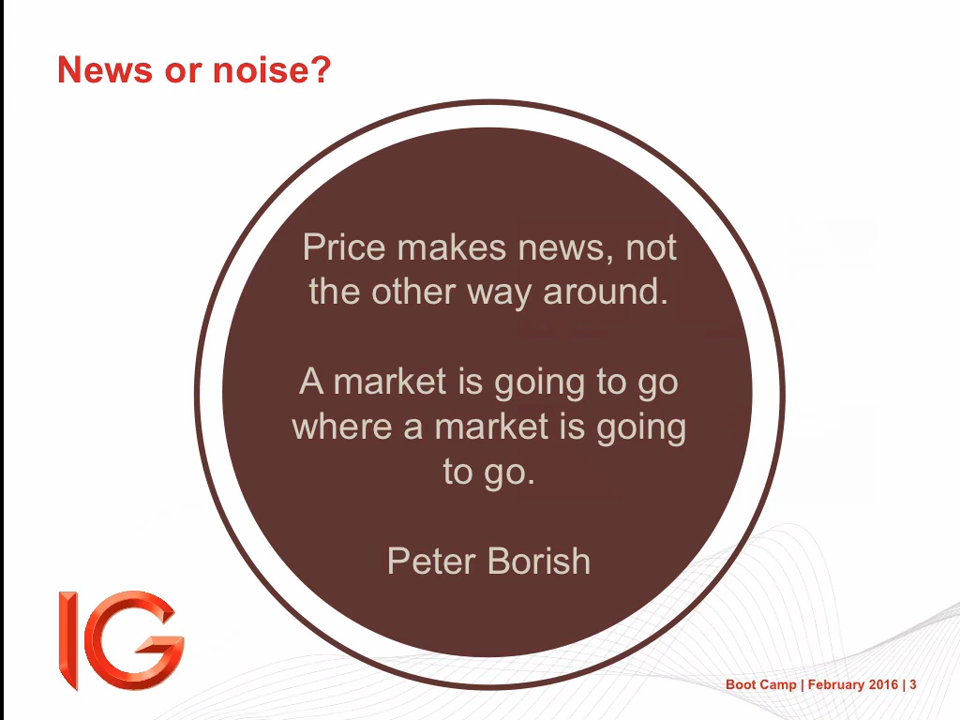 News or noise?
Price makes news, not
the other way around.
A market is going to go
where a market is going
to go.
Peter Borish
IG
Boot Camp | February 2016 | 3